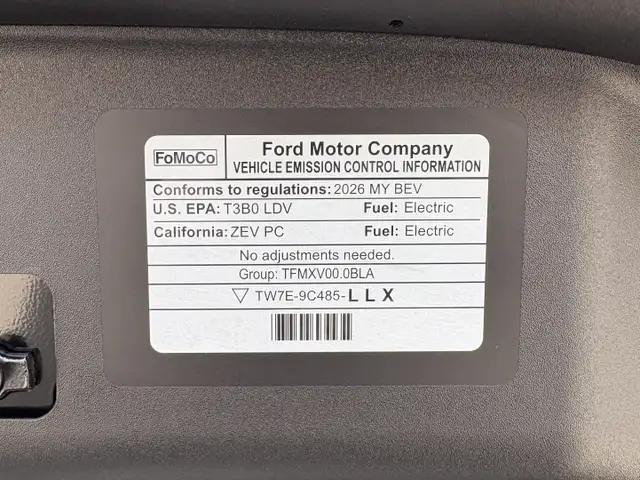 FoMoCo
Ford Motor Company
VEHICLE EMISSION CONTROL INFORMATION
Conforms to regulations: 2026 MY BEV
U.S. EPA: T3B0 LDV Fuel: Electric
California: ZEV PC Fuel: Electric
No adjustments needed.
Group: TFMXV00.0BLA
▽ TW7E-9C485-LLX